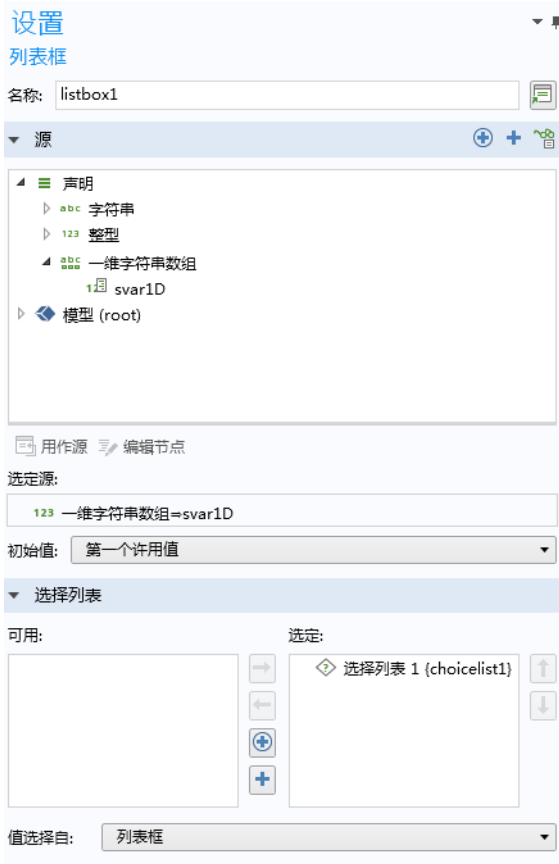 设置
列表框
名称: listbox1
源
声明
abc 字符串
123 整型
abc 一维字符串数组
svar1D
模型 (root)
用作源 编辑节点
选定源:
123 一维字符串数组⇒svar1D
初始值: 第一个许用值
选择列表
可用: 选定:
选择列表 1 {choicelist1}
值选择自: 列表框